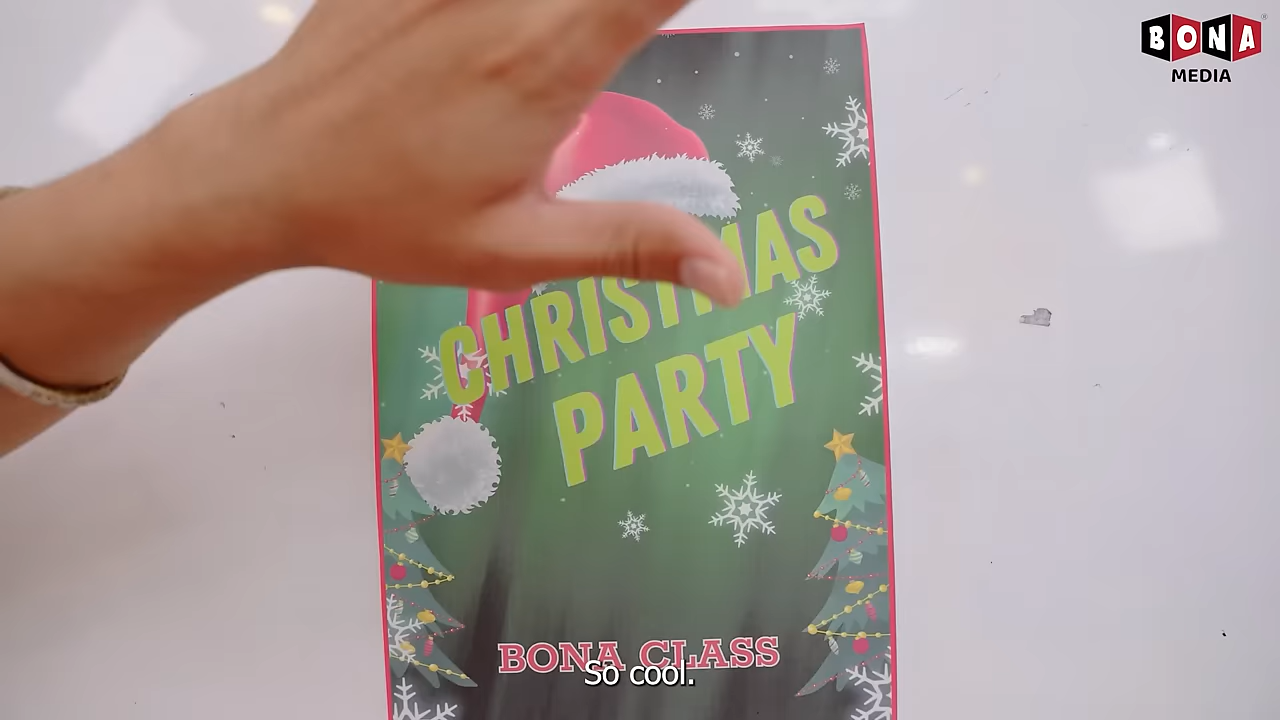 BONA
MEDIA
CHRISTMAS
PARTY
BONA CLASS
So cool.